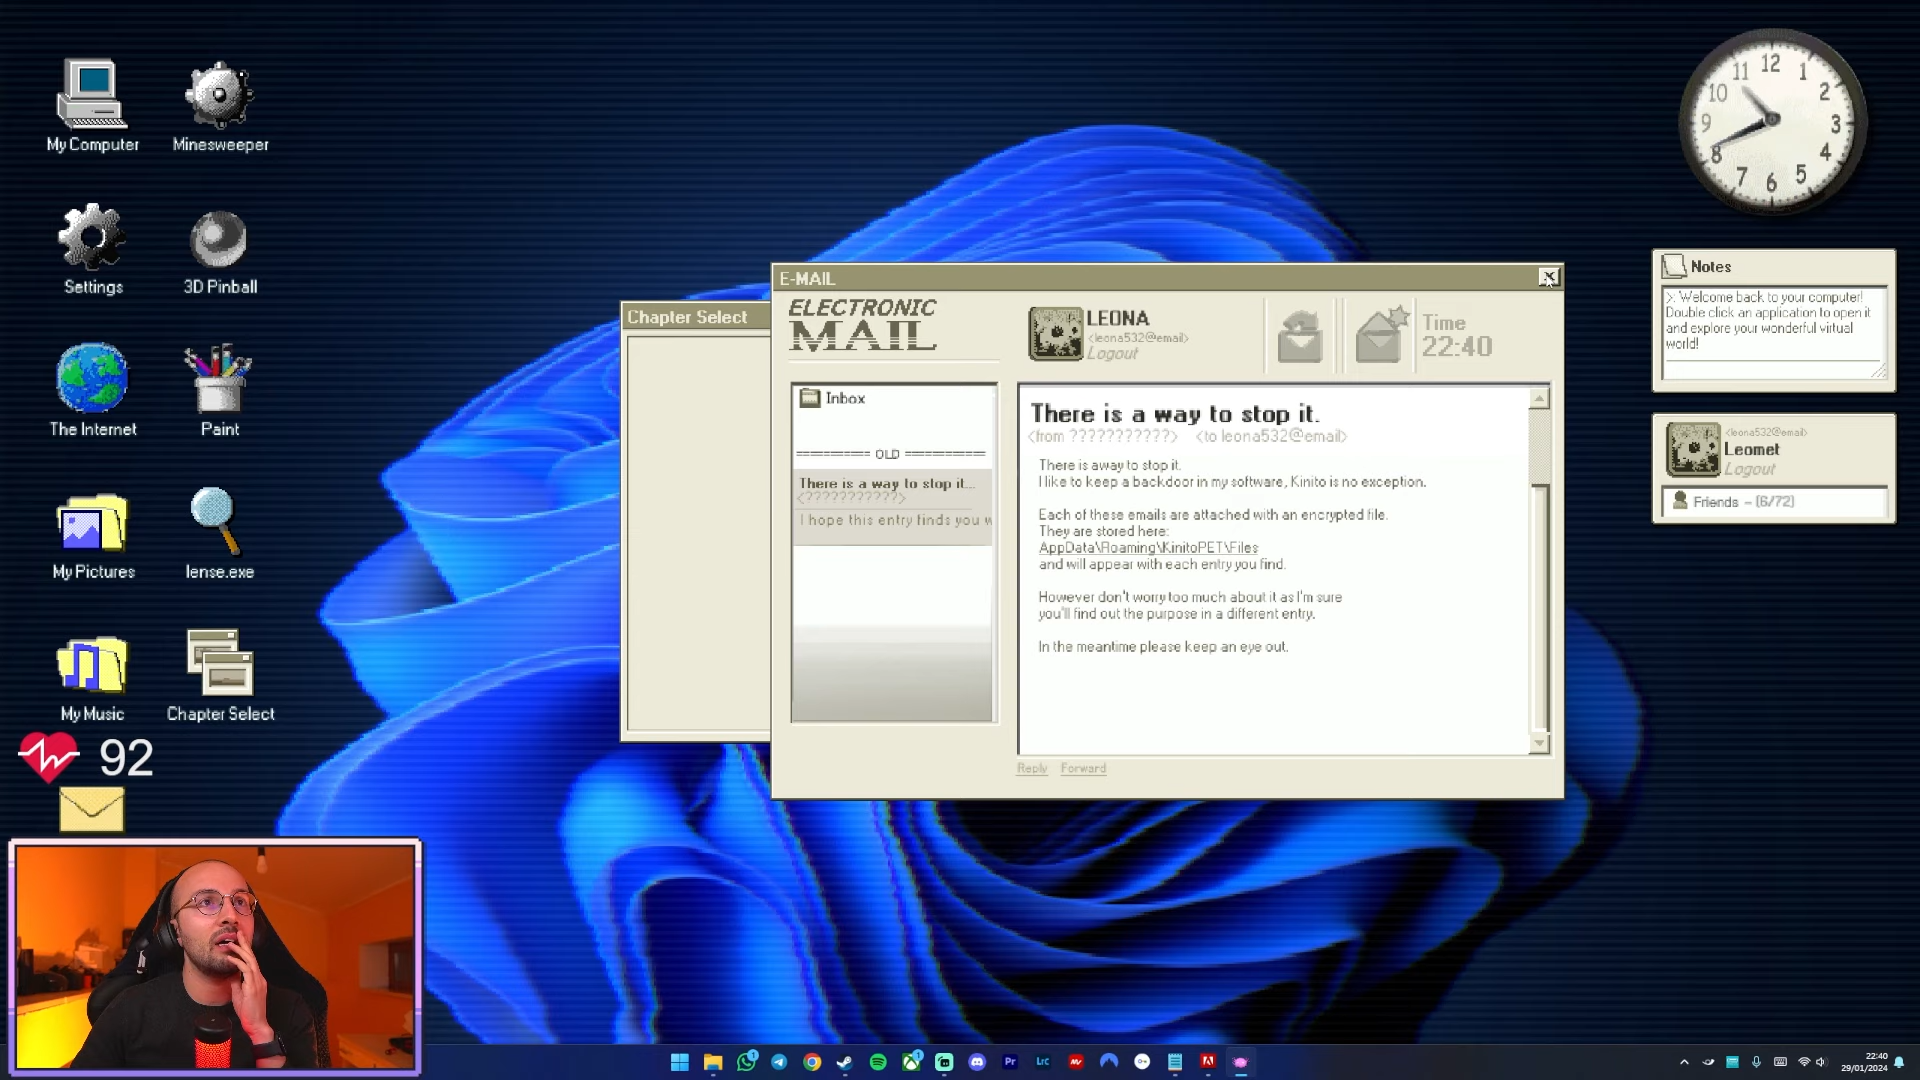 My Computer
Minesweeper
Settings
3D Pinball
The Internet
Paint
My Pictures
lense.exe
My Music
Chapter Select
92
Chapter Select
E-MAIL
ELECTRONIC
MAIL
LEONA
<leona532@email>
Logout
Time
22:40
Inbox
========== OLD ===========
There is a way to stop it...
<???????????>
I hope this entry finds you w
There is a way to stop it.
<from ???????????> <to leona532@email>
There is away to stop it.
I like to keep a backdoor in my software, Kinito is no exception.
Each of these emails are attached with an encrypted file.
They are stored here:
AppData\Roaming\KinitoPET\Files
and will appear with each entry you find.
However don't worry too much about it as I'm sure
you'll find out the purpose in a different entry.
In the meantime please keep an eye out.
Reply Forward
12
1
2
3
4
5
6
7
8
9
10
11
Notes
>: Welcome back to your computer!
Double click an application to open it
and explore your wonderful virtual
world!
<leona532@email>
Leomet
Logout
Friends - (6/72)
1
1
Pr
Lrc
22:40
29/01/2024